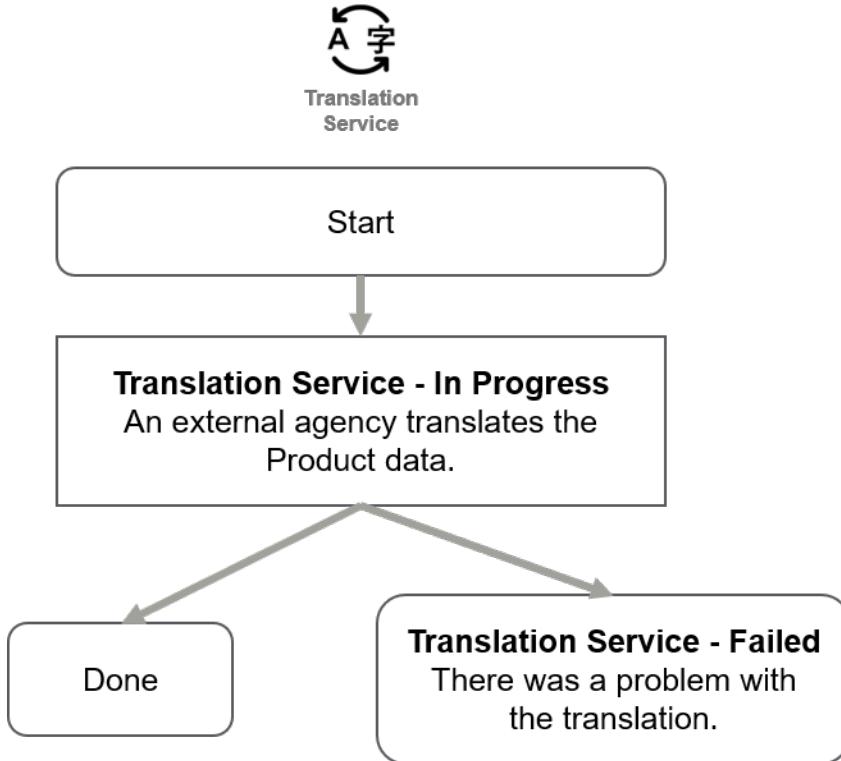 A 字
Translation
Service
Start
Translation Service - In Progress
An external agency translates the
Product data.
Done
Translation Service - Failed
There was a problem with
the translation.